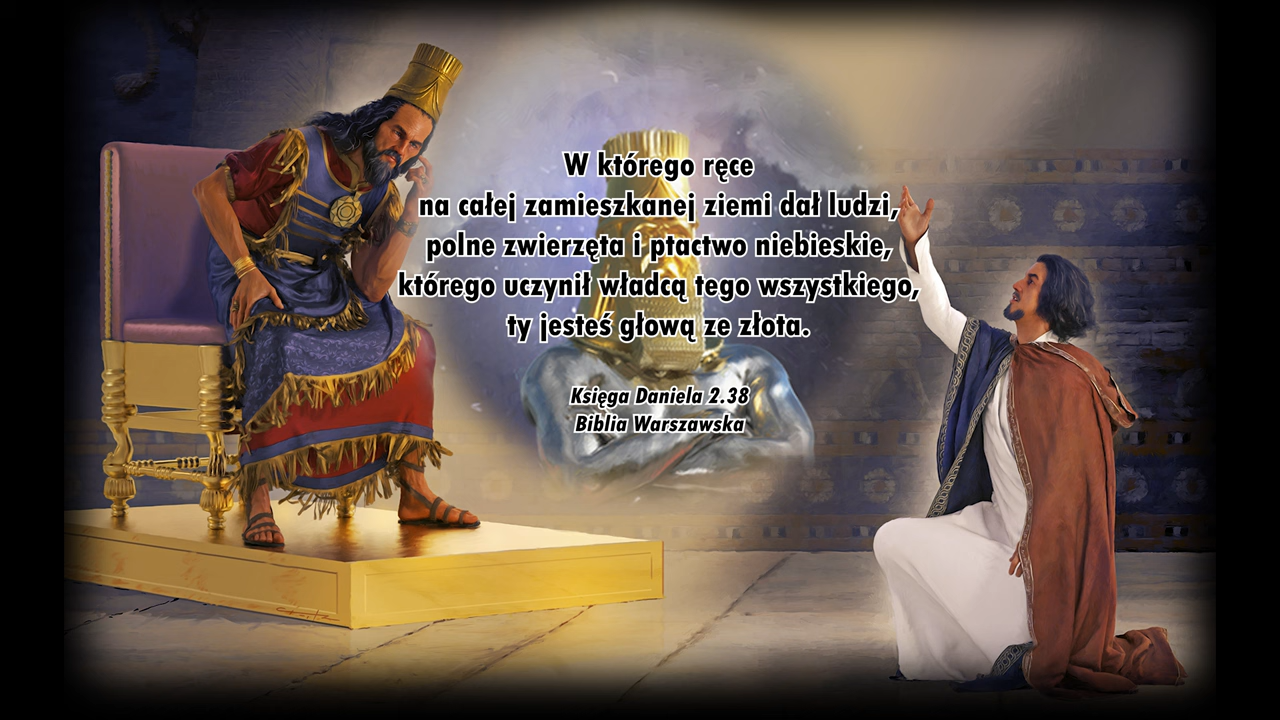 W którego ręce
na całej zamieszkanej ziemi dał ludzi,
polne zwierzęta i ptactwo niebieskie,
którego uczynił władcą tego wszystkiego,
ty jesteś głową ze złota.
Księga Daniela 2.38
Biblia Warszawska